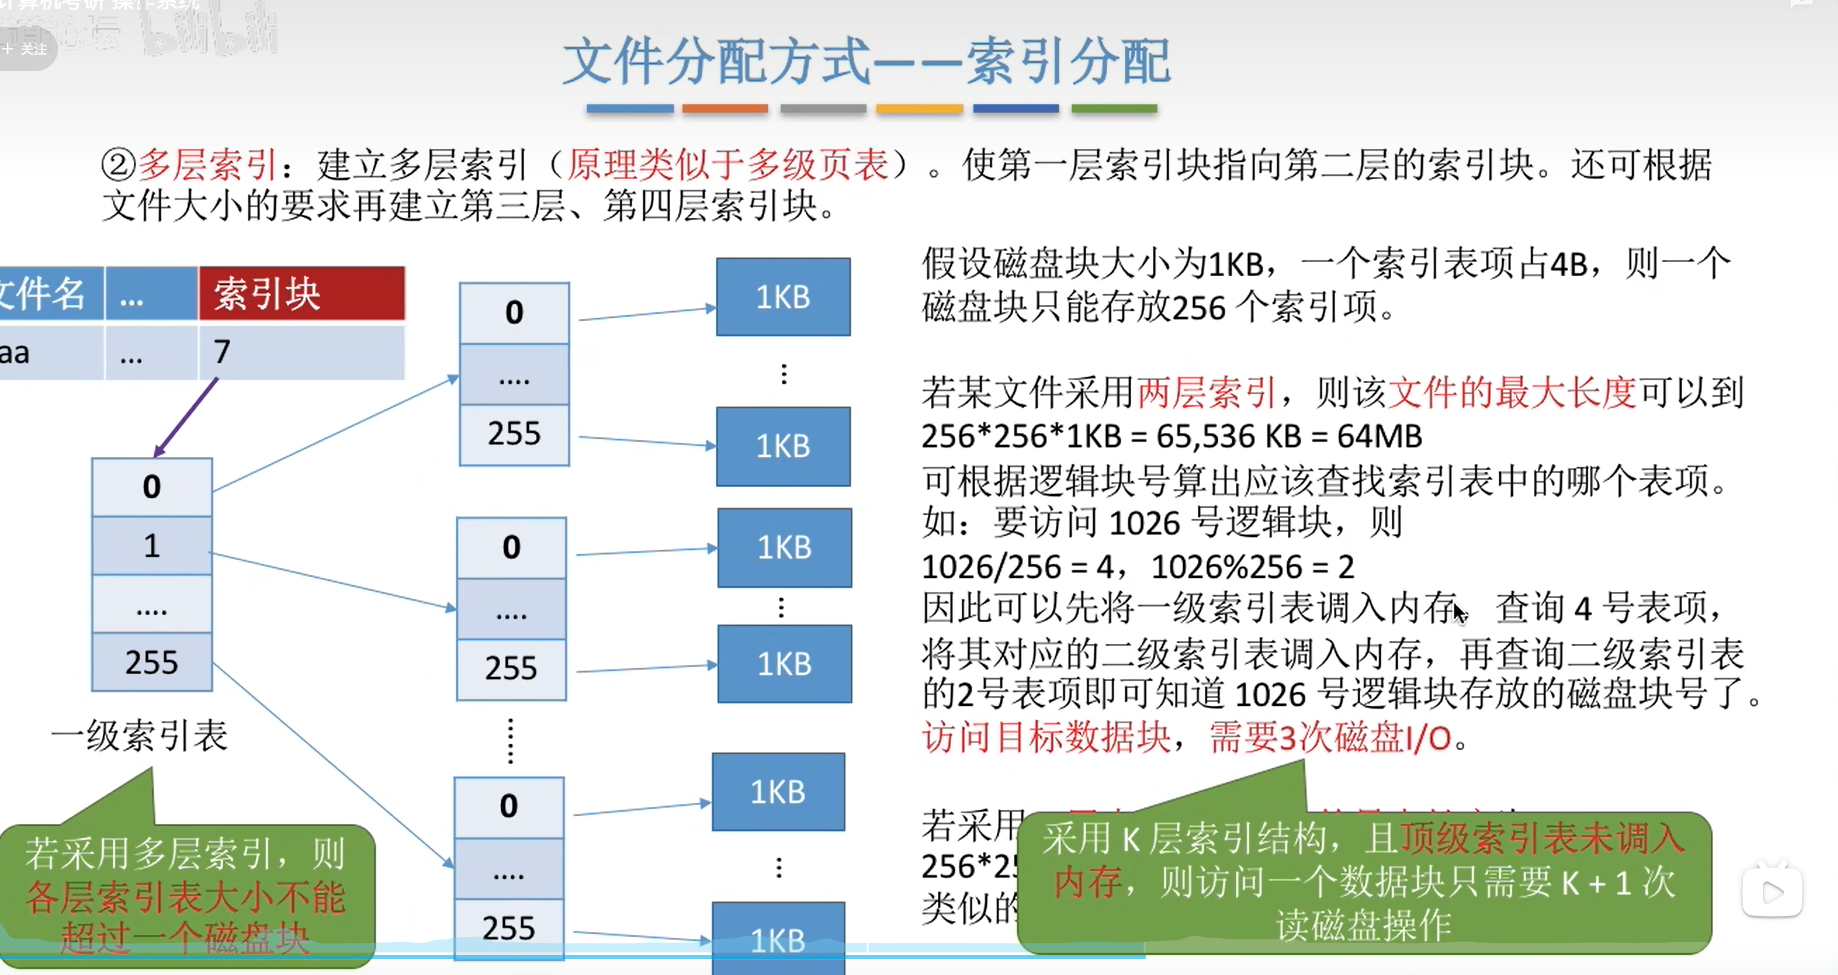 计算机考研 操作系统
bilibili
+ 关注
文件分配方式——索引分配
②多层索引：建立多层索引（原理类似于多级页表）。使第一层索引块指向第二层的索引块。还可根据
文件大小的要求再建立第三层、第四层索引块。
文件名 ... 索引块
aa ... 7
0
1
....
255
一级索引表
若采用多层索引，则
各层索引表大小不能
超过一个磁盘块
0
....
255
0
....
255
0
....
255
1KB
1KB
1KB
1KB
1KB
1KB
假设磁盘块大小为1KB，一个索引表项占4B，则一个
磁盘块只能存放256 个索引项。
若某文件采用两层索引，则该文件的最大长度可以到
256*256*1KB = 65,536 KB = 64MB
可根据逻辑块号算出应该查找索引表中的哪个表项。
如：要访问 1026 号逻辑块，则
1026/256 = 4，1026%256 = 2
因此可以先将一级索引表调入内存，查询 4 号表项，
将其对应的二级索引表调入内存，再查询二级索引表
的2号表项即可知道 1026 号逻辑块存放的磁盘块号了。
访问目标数据块，需要3次磁盘I/O。
若采用
256*25
类似的
采用 K 层索引结构，且顶级索引表未调入
内存，则访问一个数据块只需要 K + 1 次
读磁盘操作